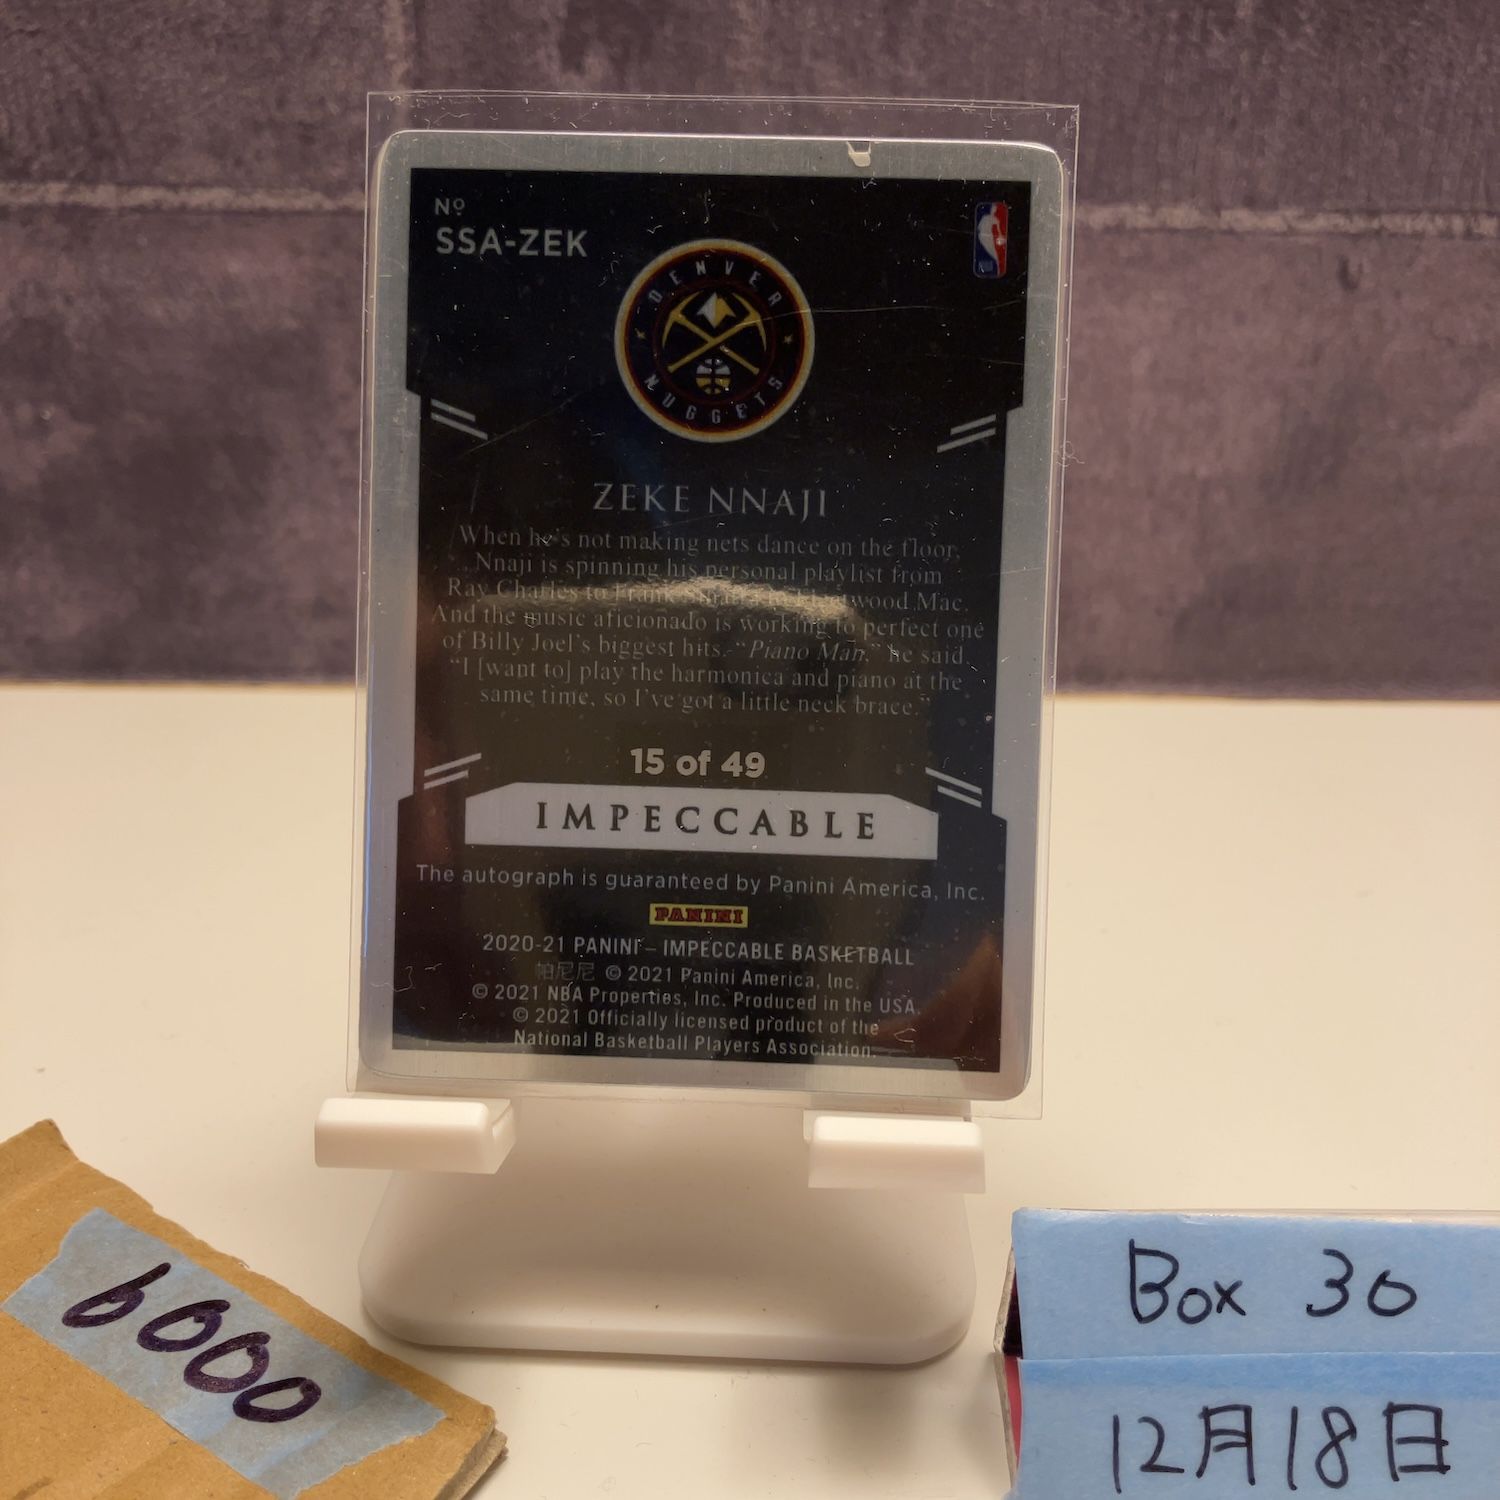 Nº
SSA-ZEK
DENVER
NUGGETS
ZEKE NNAJI
When he's not making nets dance on the floor,
Nnaji is spinning his personal playlist from
Ray Charles to Frank Sinatra to Fleetwood Mac.
And the music aficionado is working to perfect one
of Billy Joel's biggest hits. "Piano Man," he said.
"I [want to] play the harmonica and piano at the
same time, so I've got a little neck brace."
15 of 49
IMPECCABLE
The autograph is guaranteed by Panini America, Inc.
PANINI
2020-21 PANINI – IMPECCABLE BASKETBALL
帕尼尼 © 2021 Panini America, Inc.
© 2021 NBA Properties, Inc. Produced in the USA.
© 2021 Officially licensed product of the
National Basketball Players Association.
6000
Box 30
12月18日